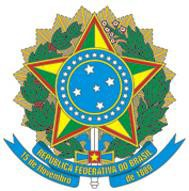 REPÚBLICA FEDERATIVA DO BRASIL
15 de Novembro
de 1889